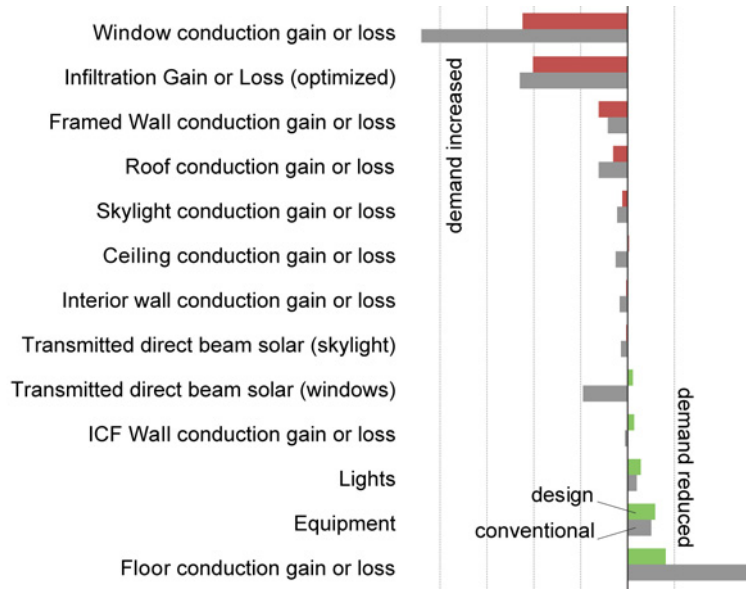 Window conduction gain or loss
Infiltration Gain or Loss (optimized)
Framed Wall conduction gain or loss
Roof conduction gain or loss
Skylight conduction gain or loss
Ceiling conduction gain or loss
Interior wall conduction gain or loss
Transmitted direct beam solar (skylight)
Transmitted direct beam solar (windows)
ICF Wall conduction gain or loss
Lights
Equipment
Floor conduction gain or loss
demand increased
demand reduced
design
conventional